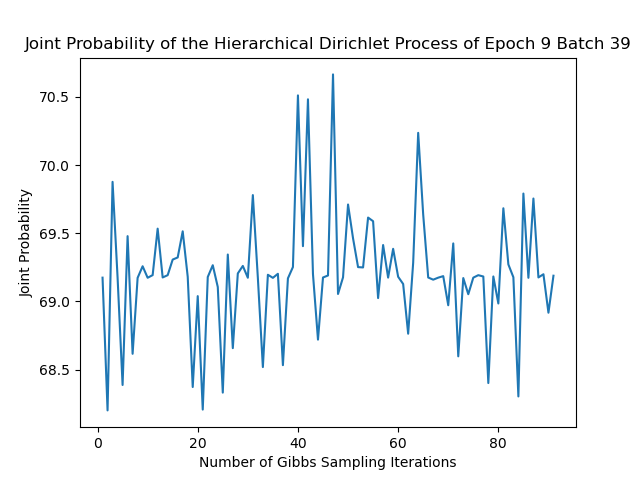 Joint Probability of the Hierarchical Dirichlet Process of Epoch 9 Batch 39
70.5
70.0
69.5
69.0
68.5
Joint Probability
0 20 40 60 80
Number of Gibbs Sampling Iterations